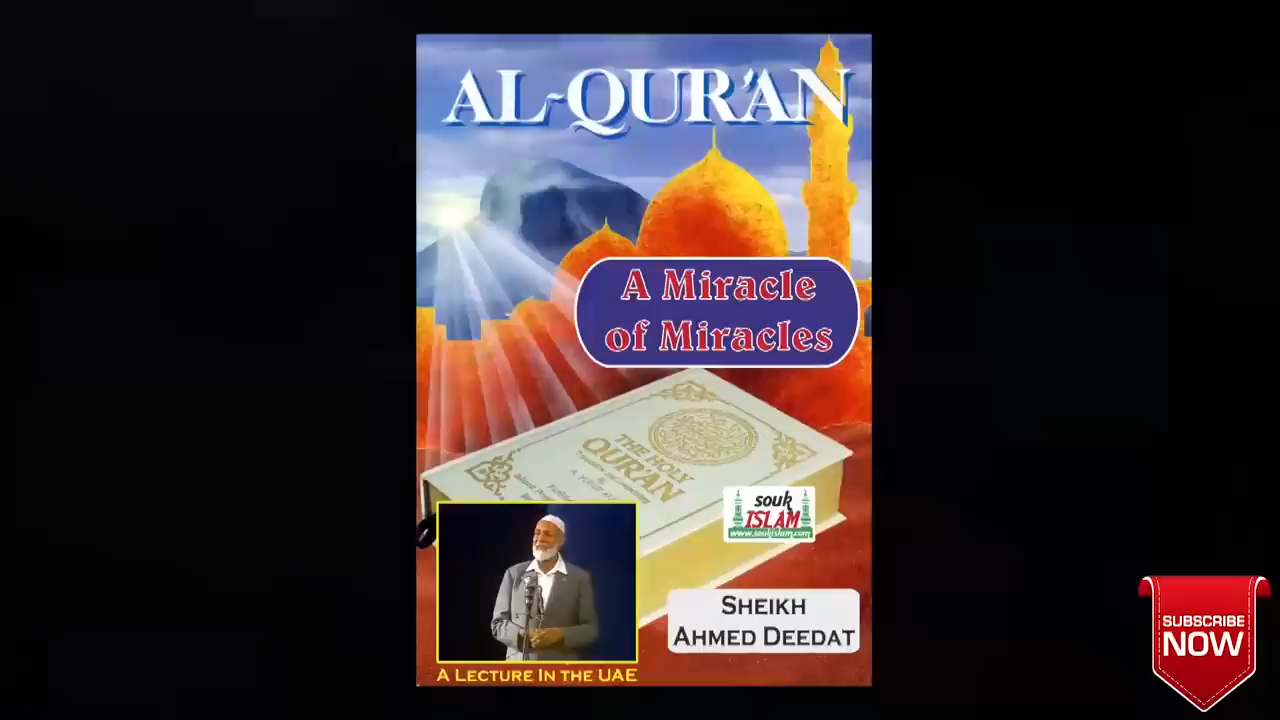 AL-QUR'AN
A Miracle
of Miracles
THE HOLY
QUR'AN
souk
ISLAM
www.soukislam.com
SHEIKH
AHMED DEEDAT
A LECTURE IN THE UAE
SUBSCRIBE
NOW